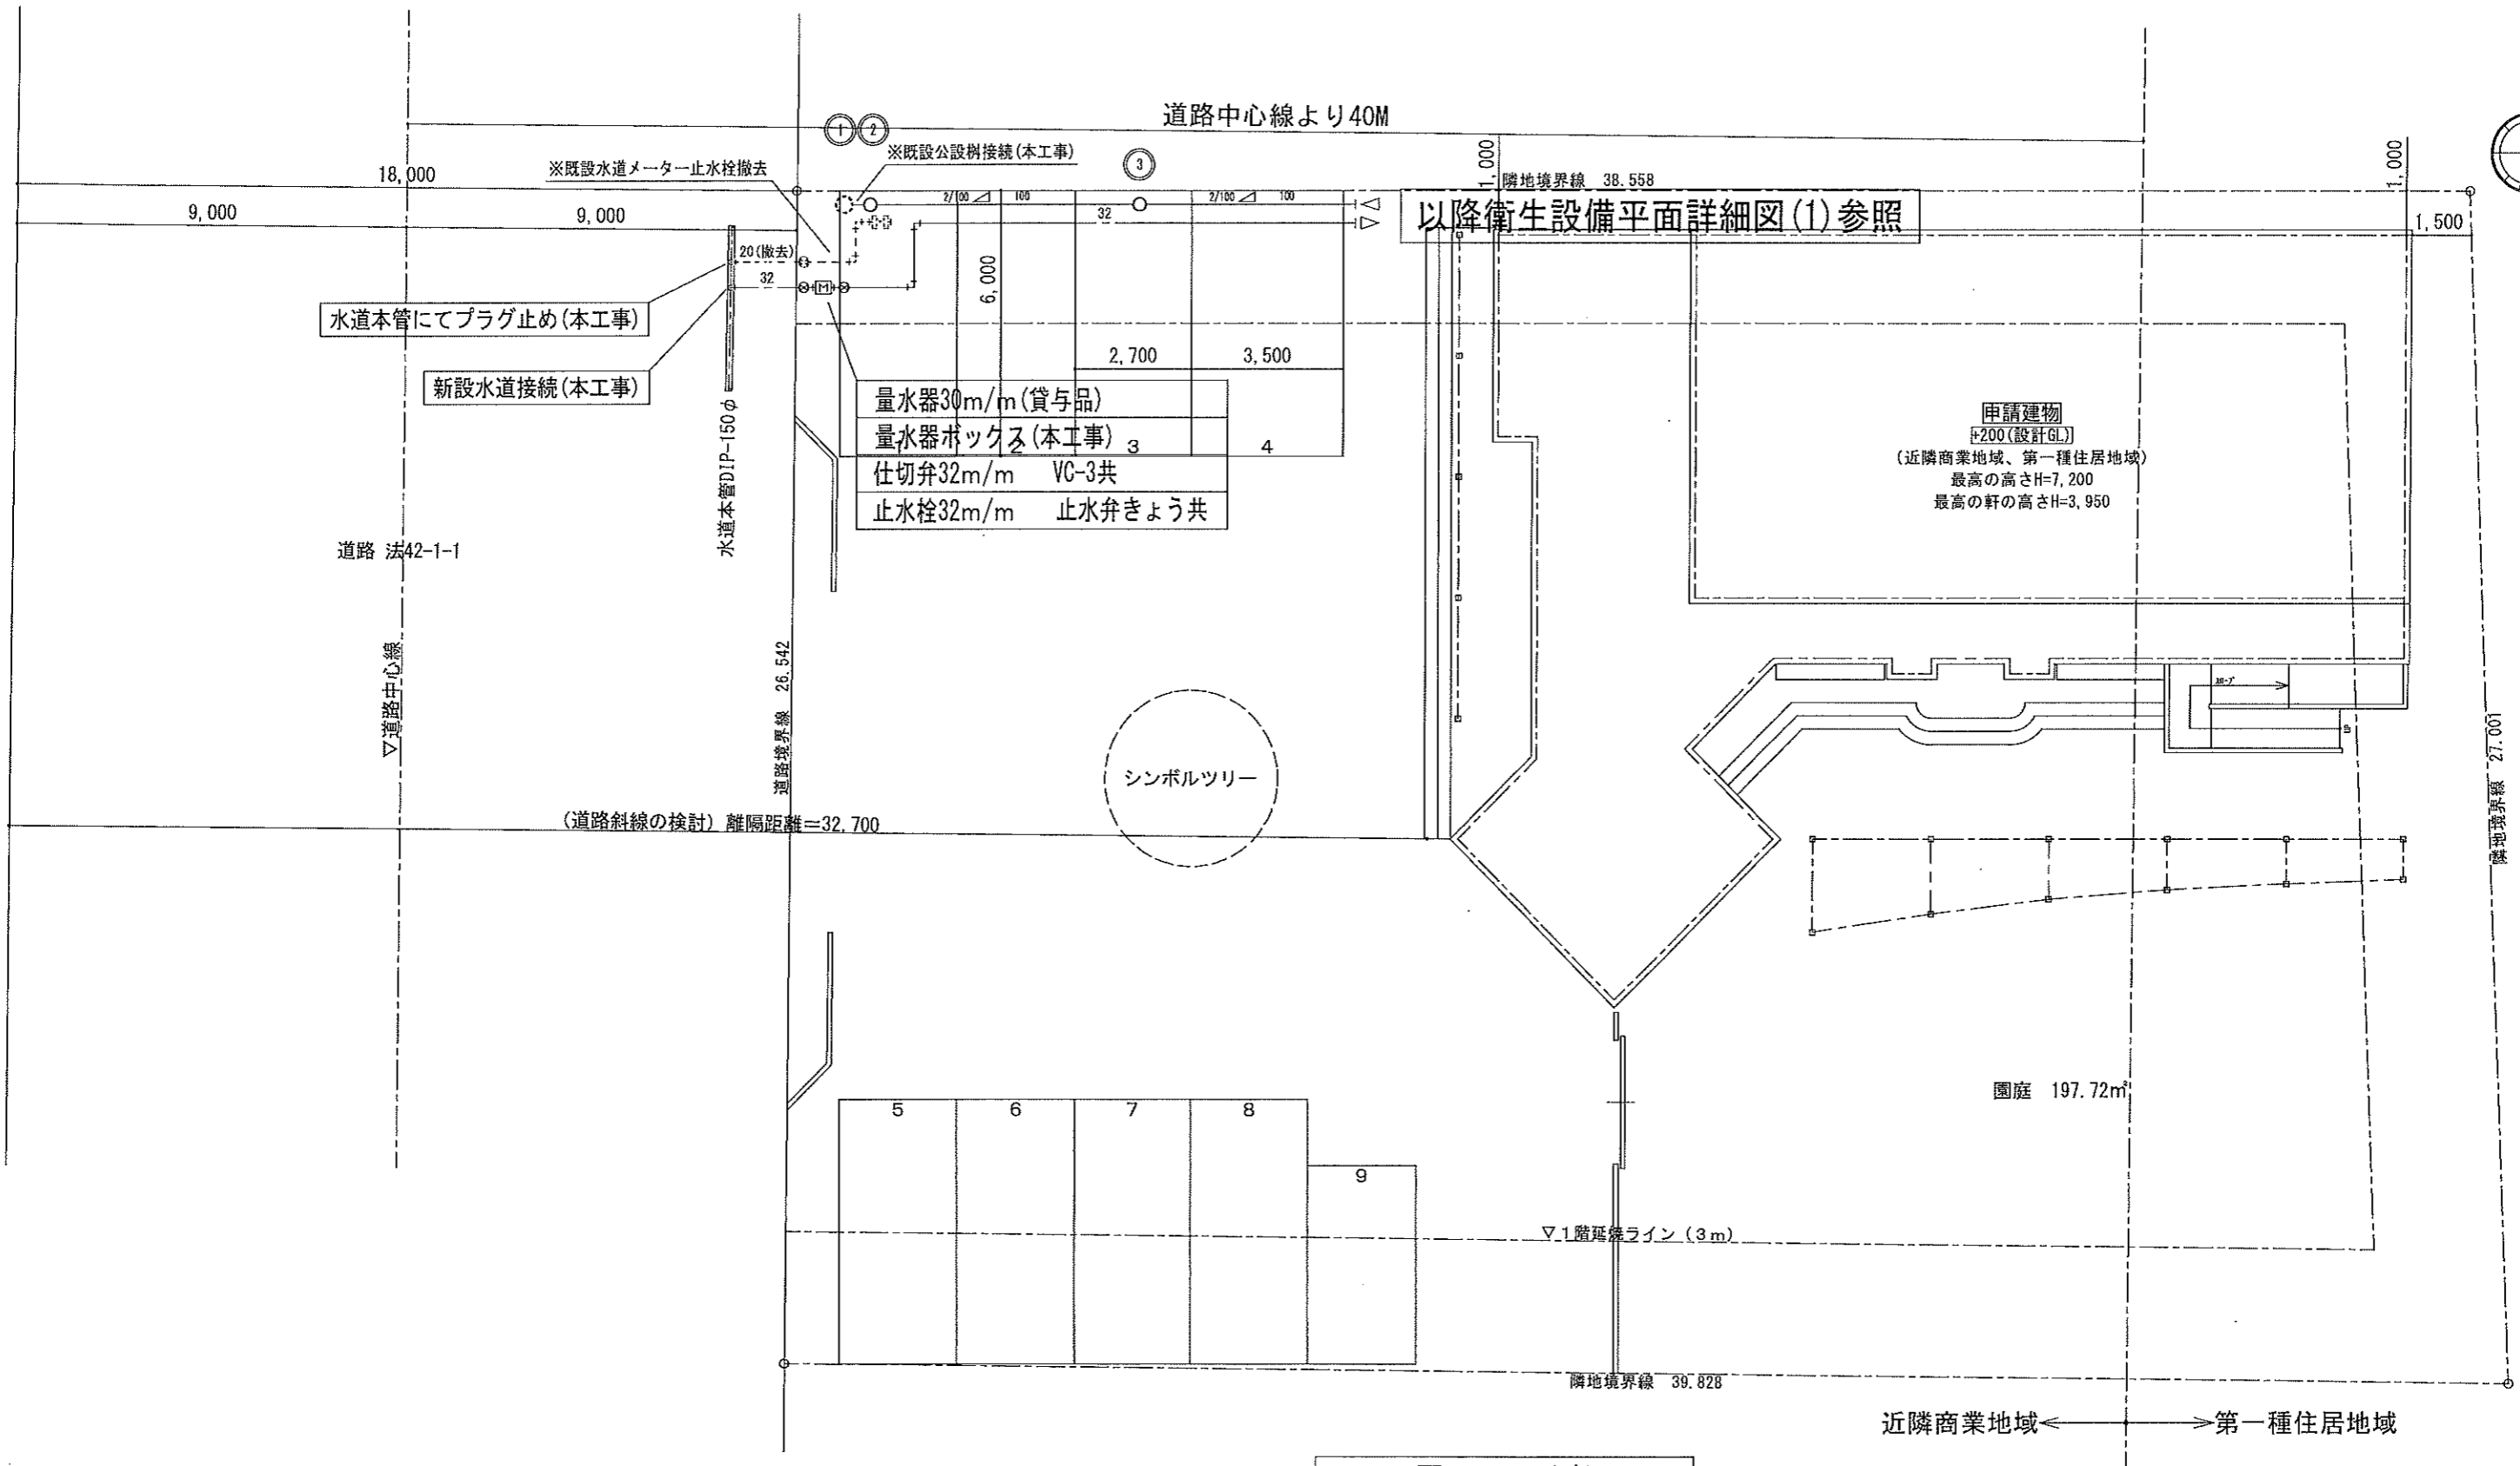 道路中心線より40M
① ②
※既設公設桝接続(本工事)
③
※既設水道メーター止水栓撤去
18,000
1,000
1,000
隣地境界線 38.558
9,000
9,000
2/100
100
2/100
100
32
以降衛生設備平面詳細図(1)参照
1,500
20(撤去)
32
6,000
水道本管にてプラグ止め(本工事)
新設水道接続(本工事)
2,700
3,500
量水器30m/m(貸与品)
量水器ボックス(本工事)
仕切弁32m/m VC-3共
止水栓32m/m 止水弁きょう共
1
2
3
4
水道本管DIP-150φ
申請建物
+200(設計GL)
(近隣商業地域、第一種住居地域)
最高の高さH=7,200
最高の軒の高さH=3,950
道路 法42-1-1
▽道路中心線
道路境界線 26.542
シンボルツリー
(道路斜線の検討) 離隔距離=32,700
隣地境界線 27.001
園庭 197.72㎡
5
6
7
8
9
▽1階延焼ライン(3m)
隣地境界線 39.828
近隣商業地域
第一種住居地域